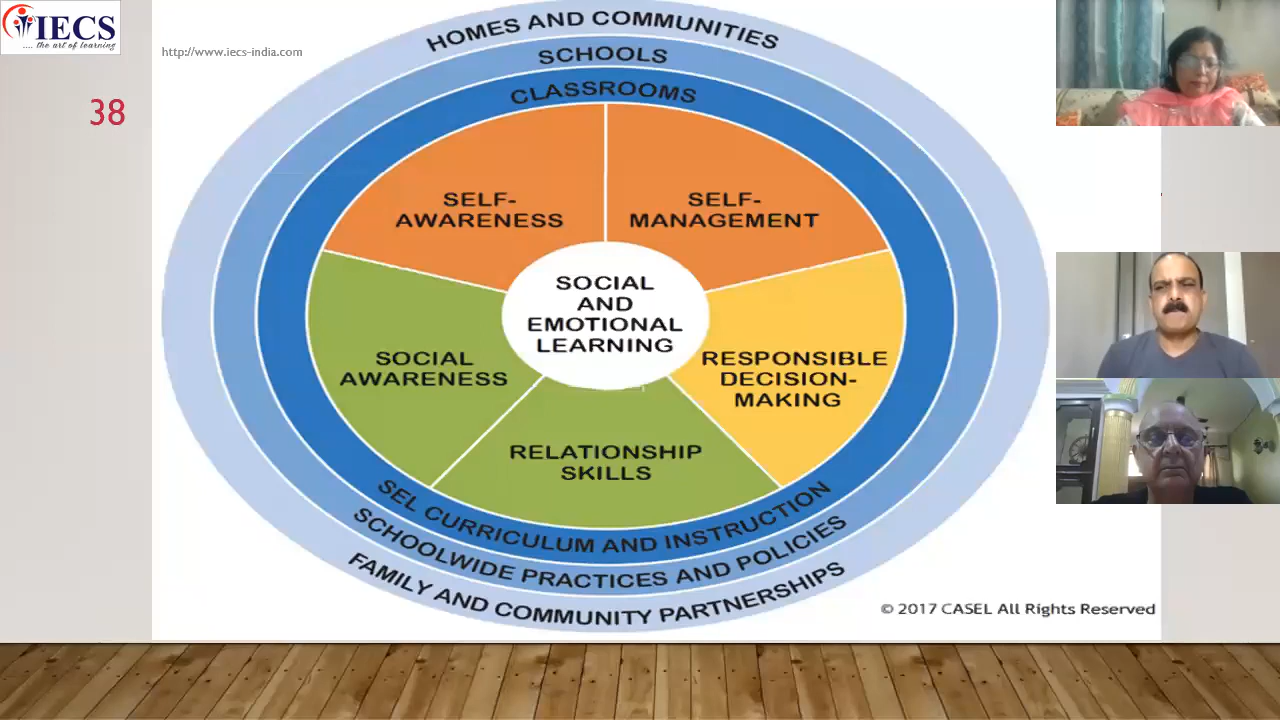 IECS
.... the art of learning
http://www.iecs-india.com
38
HOMES AND COMMUNITIES
SCHOOLS
CLASSROOMS
SELF-
AWARENESS
SELF-
MANAGEMENT
SOCIAL
AND
EMOTIONAL
LEARNING
SOCIAL
AWARENESS
RESPONSIBLE
DECISION-
MAKING
RELATIONSHIP
SKILLS
SEL CURRICULUM AND INSTRUCTION
SCHOOLWIDE PRACTICES AND POLICIES
FAMILY AND COMMUNITY PARTNERSHIPS
© 2017 CASEL All Rights Reserved